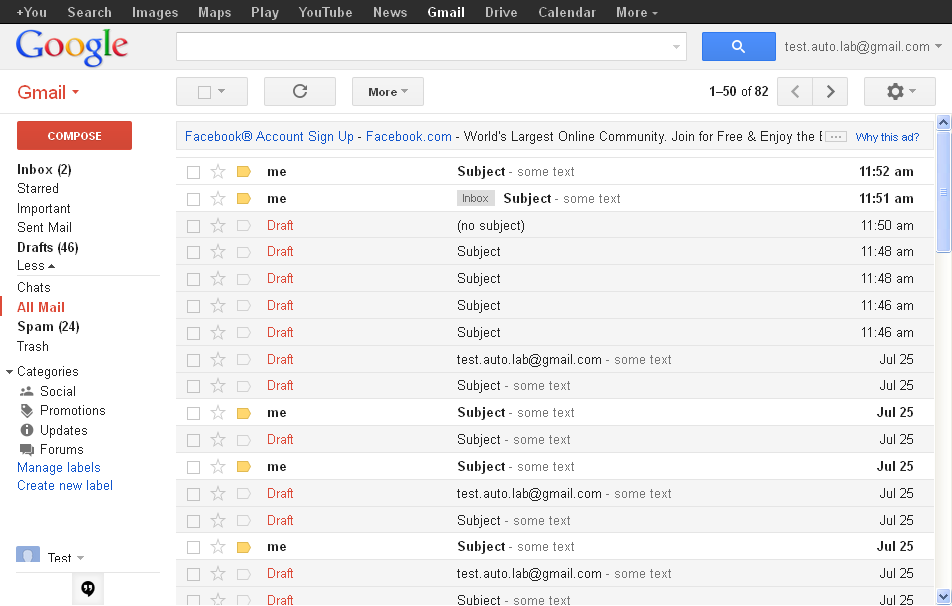 +You Search Images Maps Play YouTube News Gmail Drive Calendar More
Google
test.auto.lab@gmail.com
Gmail
More
1–50 of 82
COMPOSE
Inbox (2)
Starred
Important
Sent Mail
Drafts (46)
Less
Chats
All Mail
Spam (24)
Trash
Categories
Social
Promotions
Updates
Forums
Manage labels
Create new label
Test
Facebook® Account Sign Up - Facebook.com - World's Largest Online Community. Join for Free & Enjoy the Why this ad?
me Subject - some text 11:52 am
me Inbox Subject - some text 11:51 am
Draft (no subject) 11:50 am
Draft Subject 11:48 am
Draft Subject 11:48 am
Draft Subject 11:46 am
Draft Subject 11:46 am
Draft test.auto.lab@gmail.com - some text Jul 25
Draft Subject - some text Jul 25
me Subject - some text Jul 25
Draft Subject - some text Jul 25
me Subject - some text Jul 25
Draft test.auto.lab@gmail.com - some text Jul 25
Draft Subject - some text Jul 25
me Subject - some text Jul 25
Draft test.auto.lab@gmail.com - some text Jul 25
Draft Subject - some text Jul 25